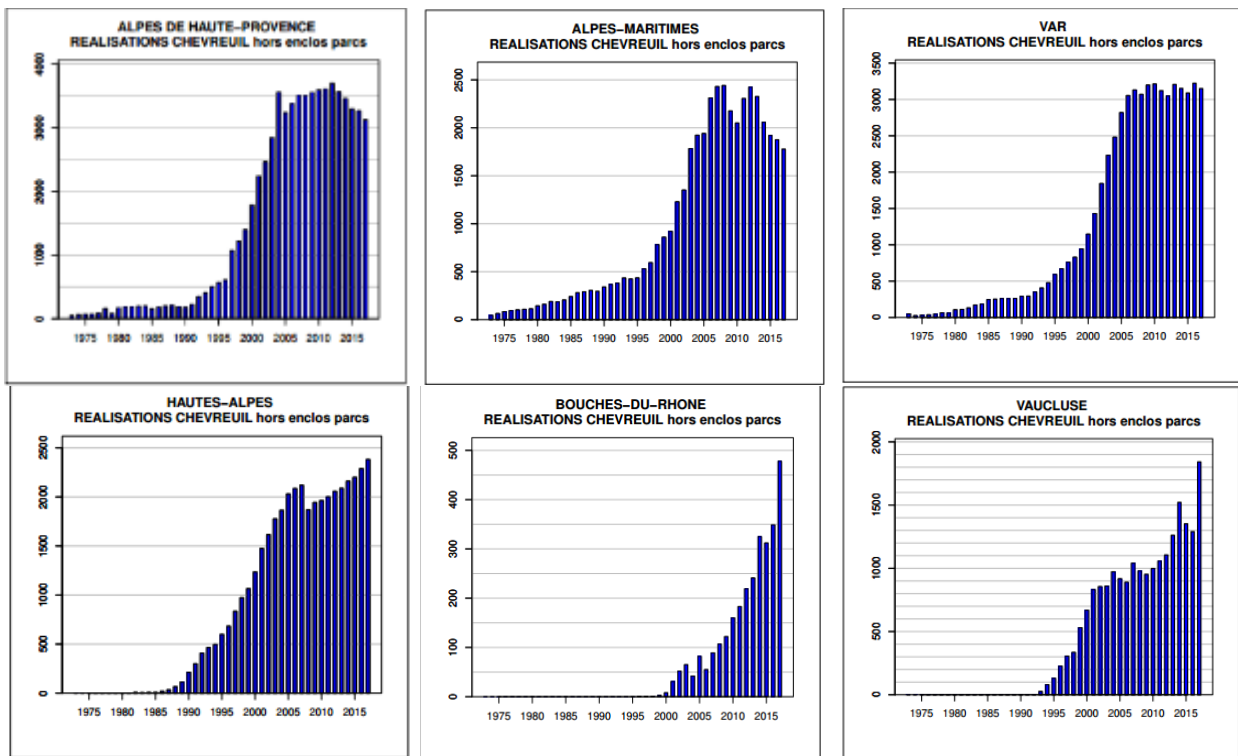 ALPES DE HAUTE−PROVENCE
REALISATIONS CHEVREUIL hors enclos parcs
4000
3000
2000
1000
0
1975 1980 1985 1990 1995 2000 2005 2010 2015
ALPES−MARITIMES
REALISATIONS CHEVREUIL hors enclos parcs
2500
2000
1500
1000
500
0
1975 1980 1985 1990 1995 2000 2005 2010 2015
VAR
REALISATIONS CHEVREUIL hors enclos parcs
3500
3000
2500
2000
1500
1000
500
0
1975 1980 1985 1990 1995 2000 2005 2010 2015
HAUTES−ALPES
REALISATIONS CHEVREUIL hors enclos parcs
2500
2000
1500
1000
500
0
1975 1980 1985 1990 1995 2000 2005 2010 2015
BOUCHES−DU−RHONE
REALISATIONS CHEVREUIL hors enclos parcs
500
400
300
200
100
0
1975 1980 1985 1990 1995 2000 2005 2010 2015
VAUCLUSE
REALISATIONS CHEVREUIL hors enclos parcs
2000
1500
1000
500
0
1975 1980 1985 1990 1995 2000 2005 2010 2015